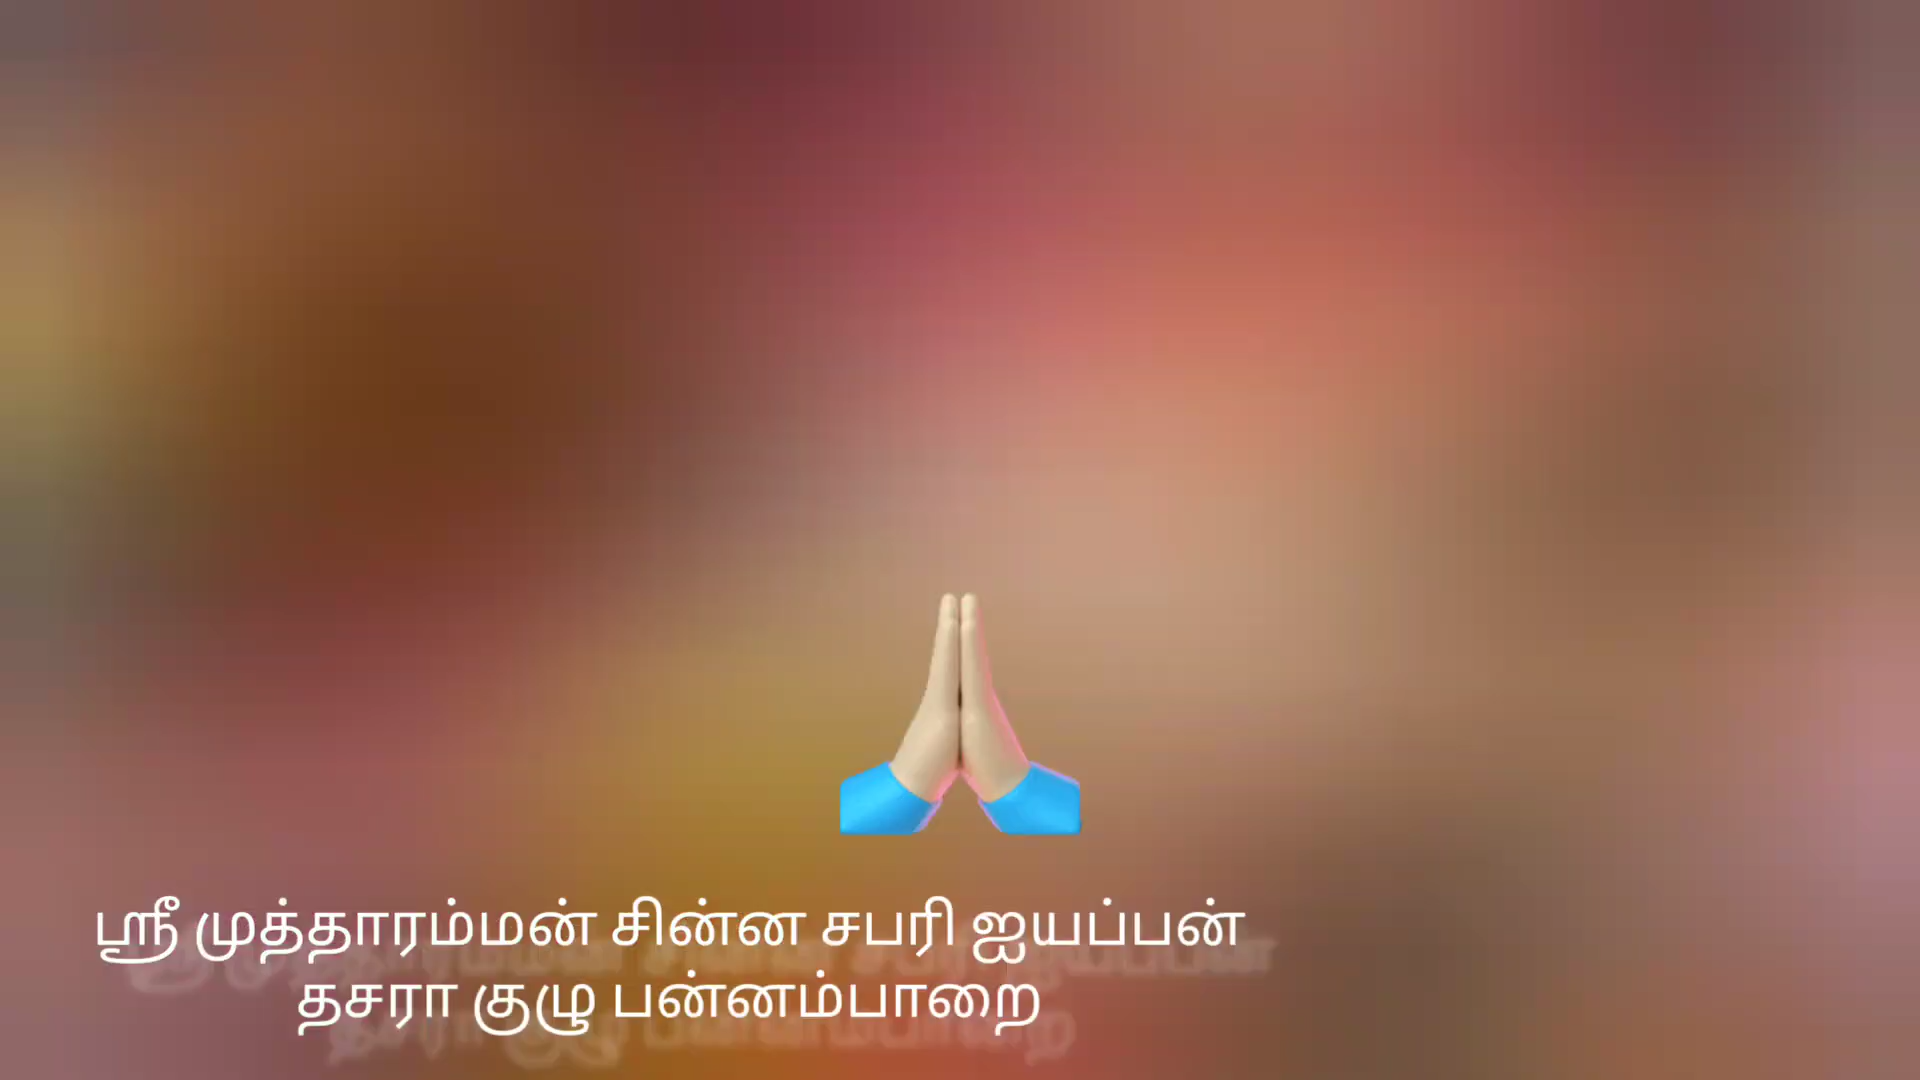 ஸ்ரீ முத்தாரம்மன் சின்ன சபரி ஐயப்பன்
தசரா குழு பன்னம்பாறை